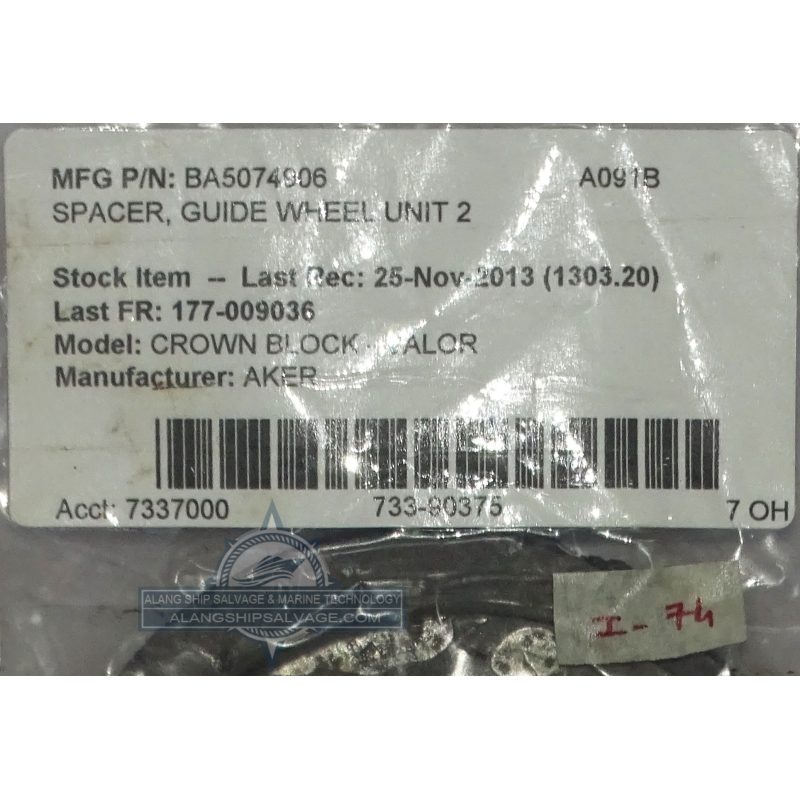 MFG P/N: BA5074906 A091B
SPACER, GUIDE WHEEL UNIT 2
Stock Item -- Last Rec: 25-Nov-2013 (1303.20)
Last FR: 177-009036
Model: CROWN BLOCK - VALOR
Manufacturer: AKER
Acct: 7337000 733-90375 7 OH
ALANG SHIP SALVAGE & MARINE TECHNOLOGY
ALANGSHIPSALVAGE.COM
I-74